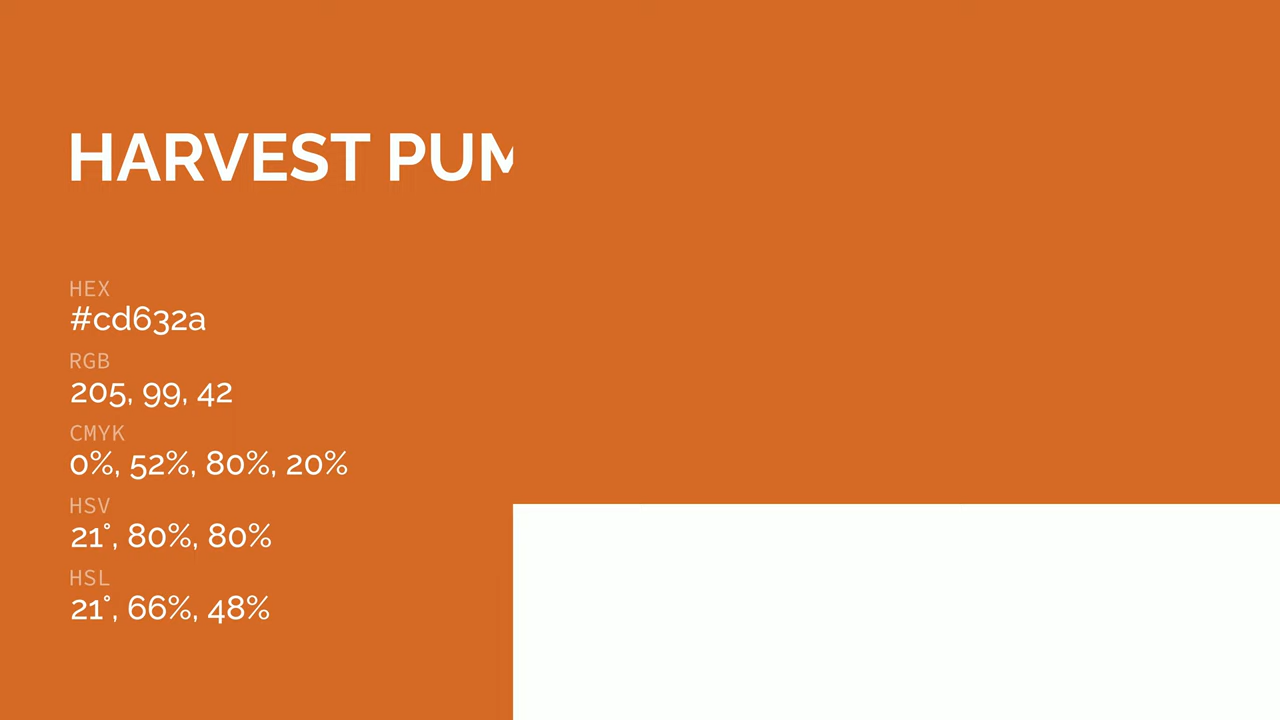 HARVEST PUM
HEX
#cd632a
RGB
205, 99, 42
CMYK
0%, 52%, 80%, 20%
HSV
21°, 80%, 80%
HSL
21°, 66%, 48%